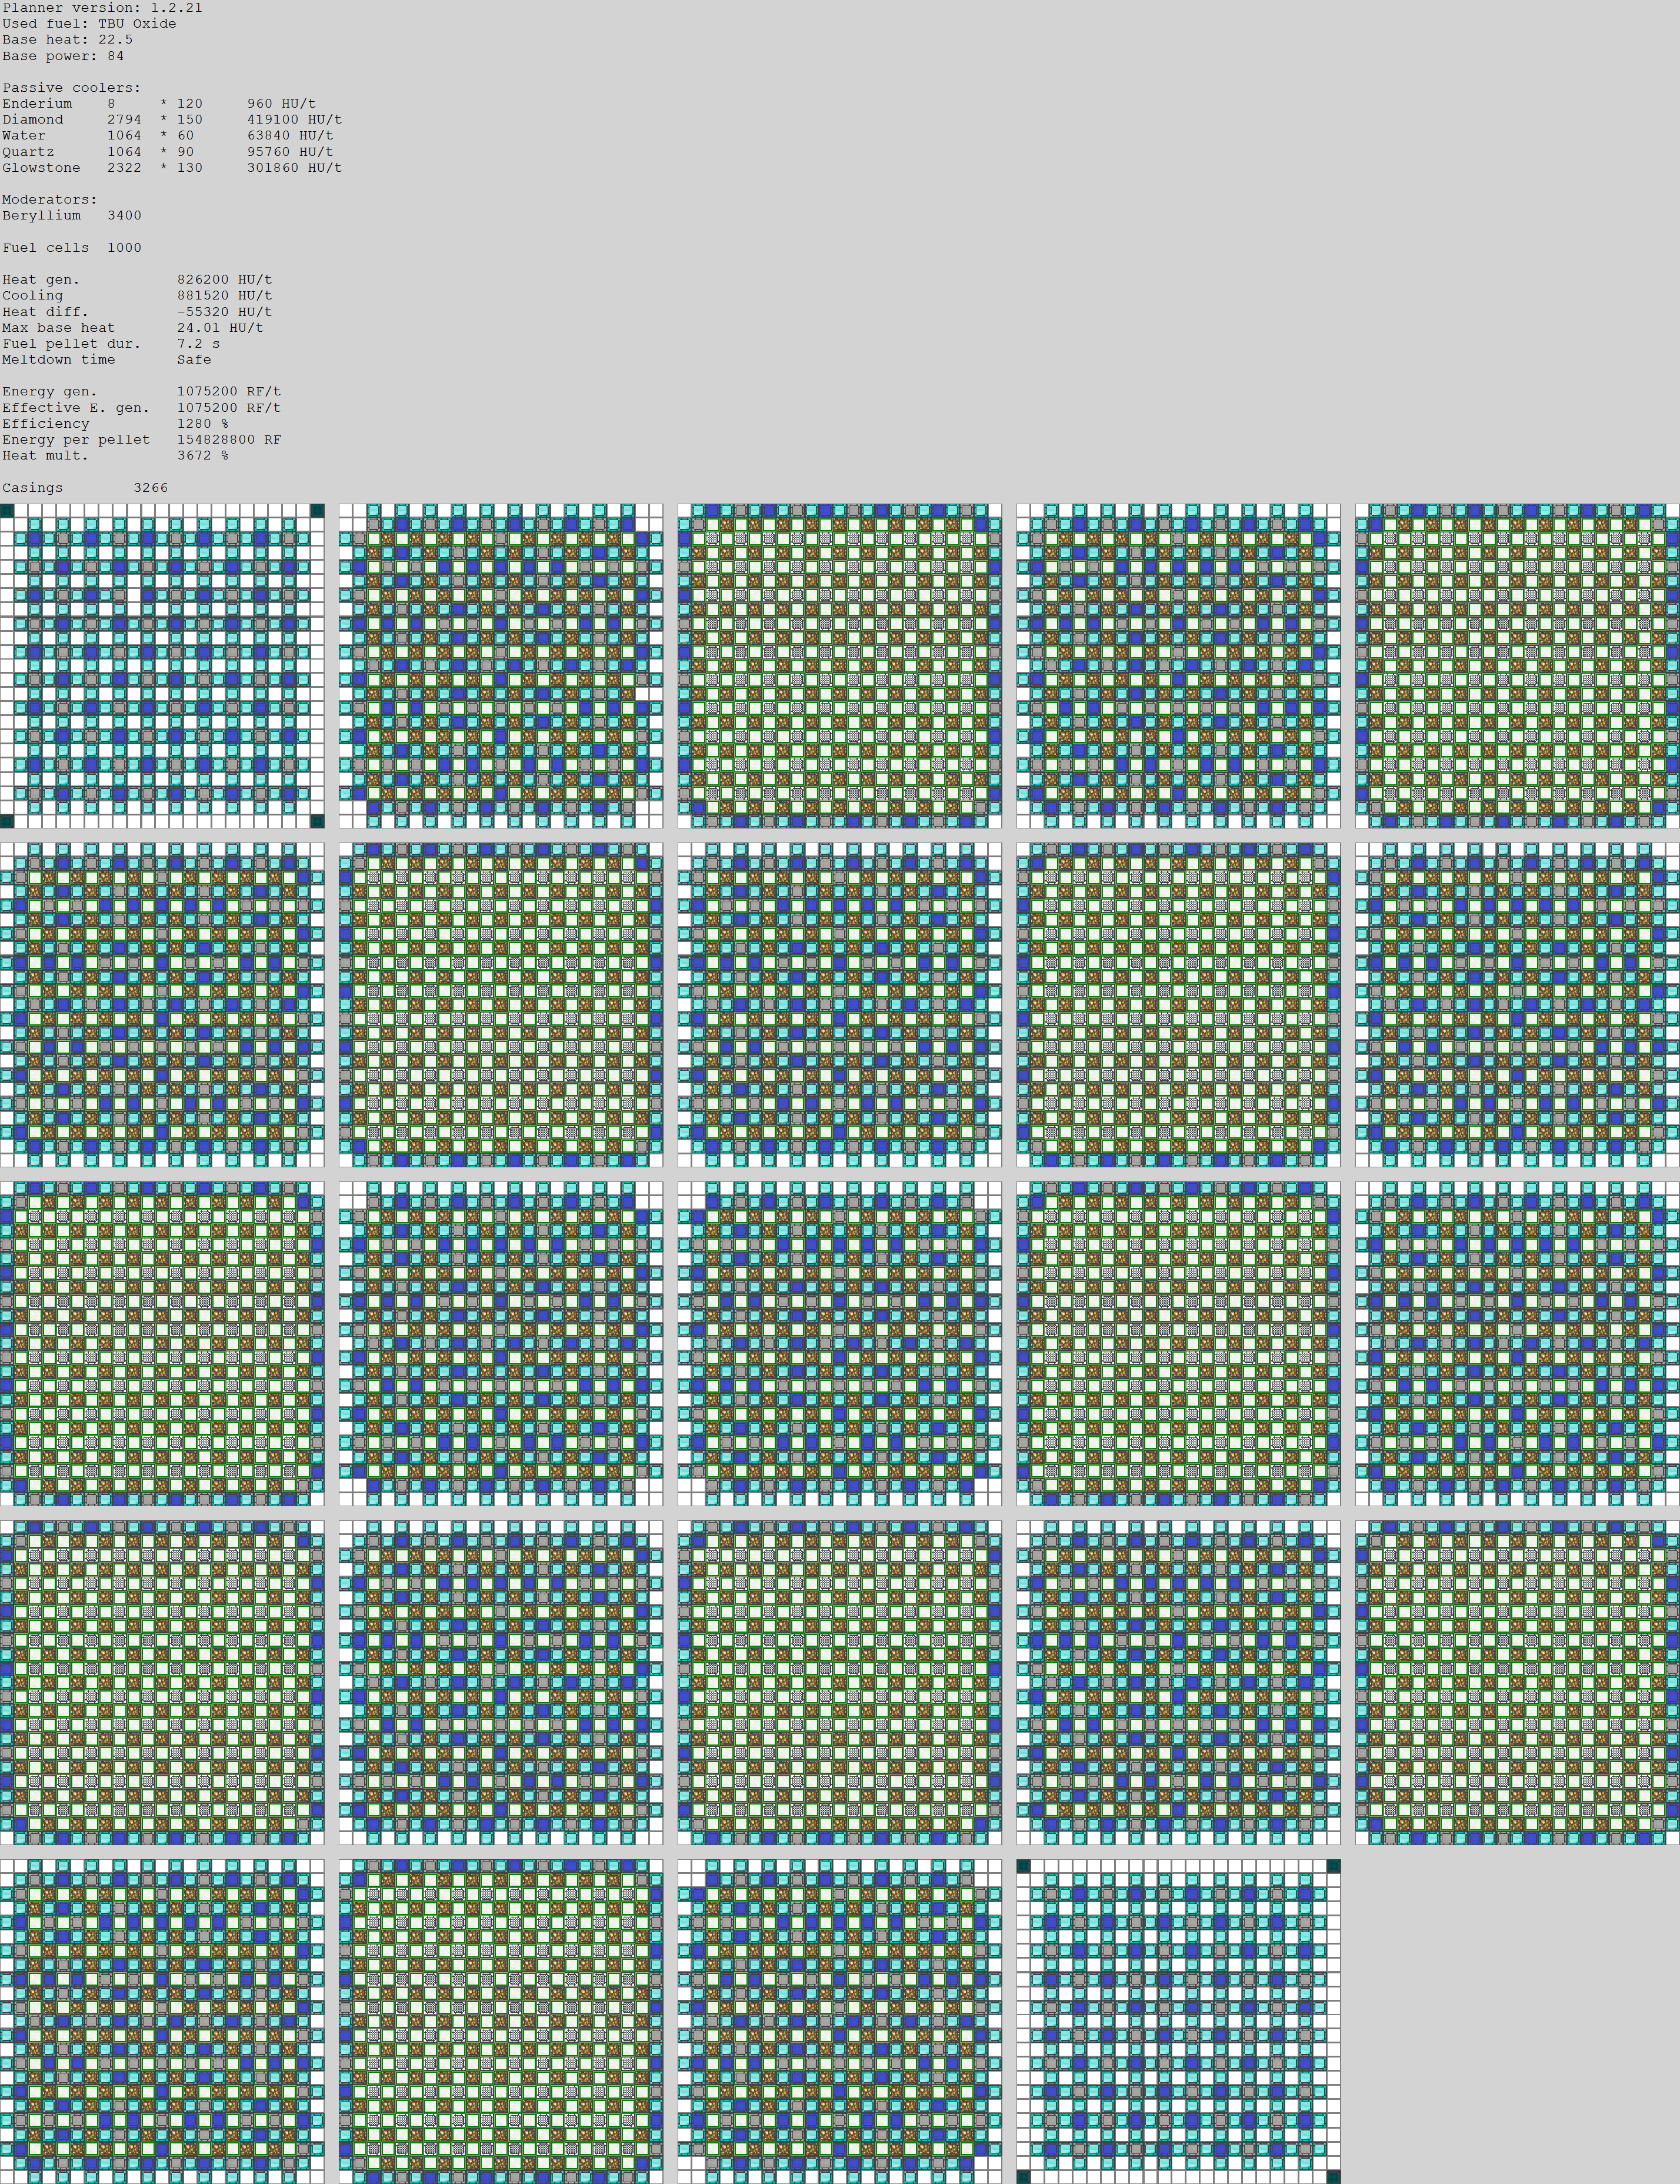 Planner version: 1.2.21
Used fuel: TBU Oxide
Base heat: 22.5
Base power: 84
Passive coolers:
Enderium 8 * 120 960 HU/t
Diamond 2794 * 150 419100 HU/t
Water 1064 * 60 63840 HU/t
Quartz 1064 * 90 95760 HU/t
Glowstone 2322 * 130 301860 HU/t
Moderators:
Beryllium 3400
Fuel cells 1000
Heat gen. 826200 HU/t
Cooling 881520 HU/t
Heat diff. -55320 HU/t
Max base heat 24.01 HU/t
Fuel pellet dur. 7.2 s
Meltdown time Safe
Energy gen. 1075200 RF/t
Effective E. gen. 1075200 RF/t
Efficiency 1280 %
Energy per pellet 154828800 RF
Heat mult. 3672 %
Casings 3266